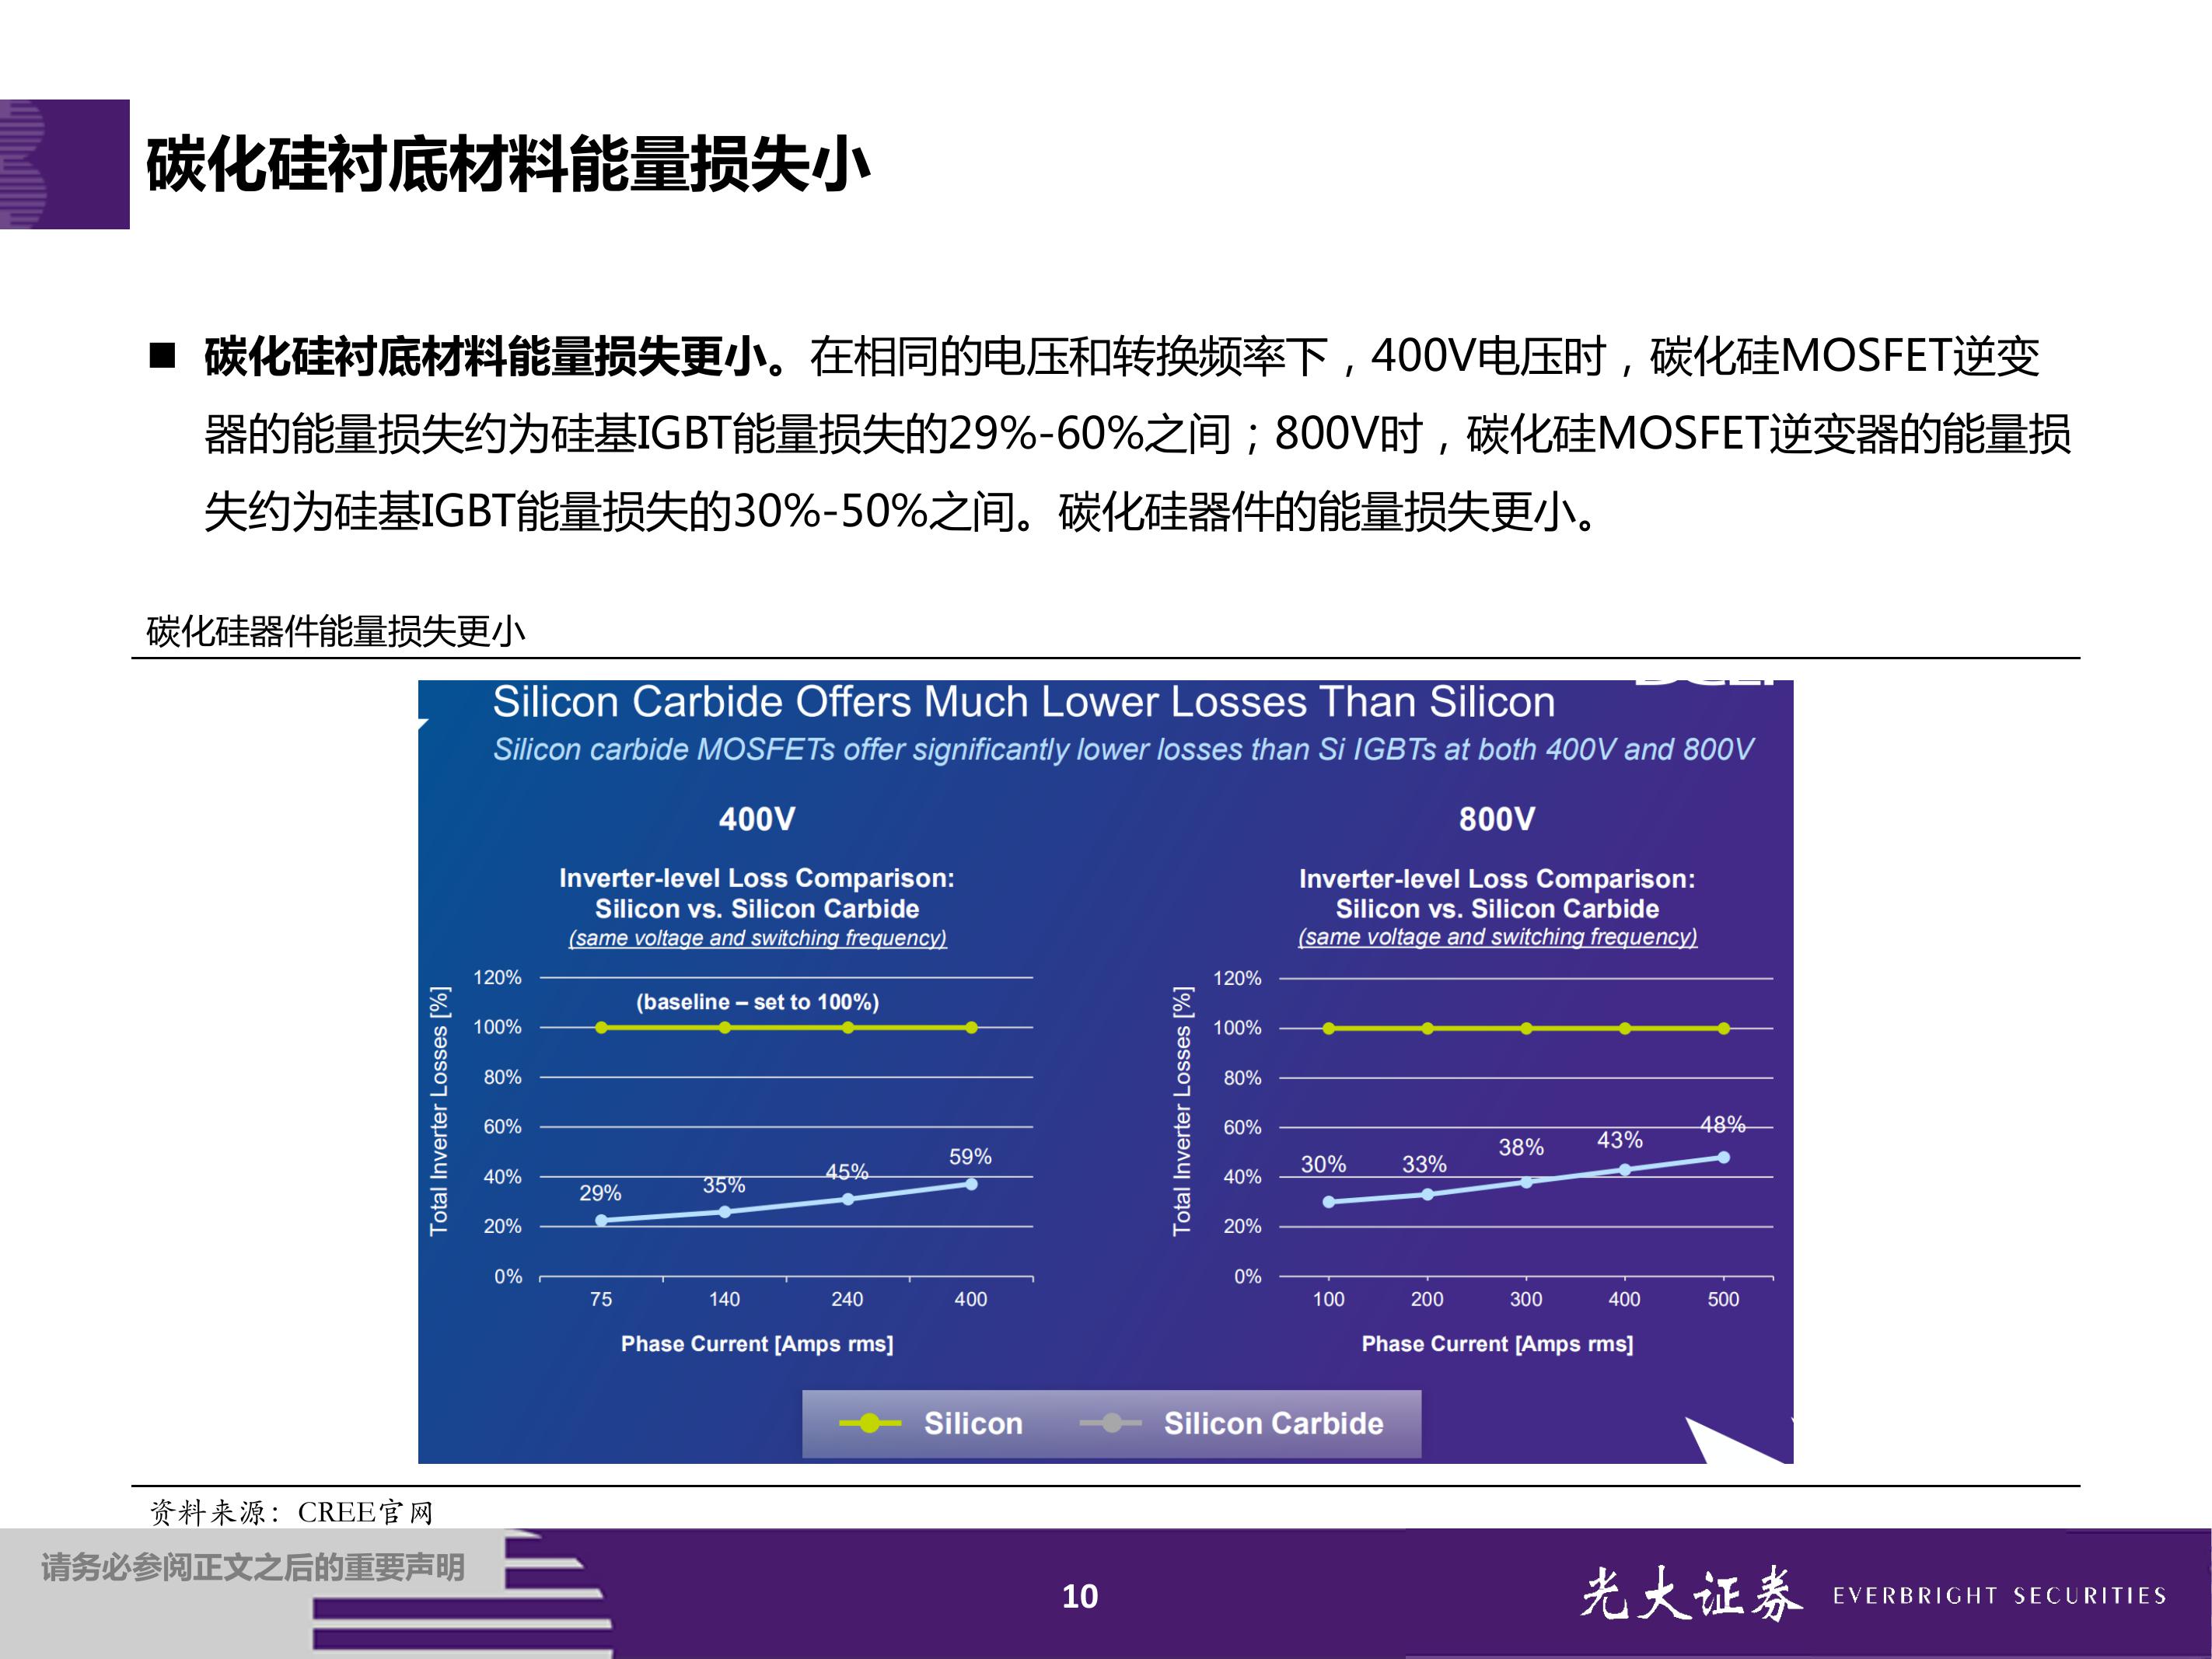 碳化硅衬底材料能量损失小
■ 碳化硅衬底材料能量损失更小。在相同的电压和转换频率下，400V电压时，碳化硅MOSFET逆变
器的能量损失约为硅基IGBT能量损失的29%-60%之间；800V时，碳化硅MOSFET逆变器的能量损
失约为硅基IGBT能量损失的30%-50%之间。碳化硅器件的能量损失更小。
碳化硅器件能量损失更小
Silicon Carbide Offers Much Lower Losses Than Silicon
Silicon carbide MOSFETs offer significantly lower losses than Si IGBTs at both 400V and 800V
400V
Inverter-level Loss Comparison:
Silicon vs. Silicon Carbide
(same voltage and switching frequency)
Total Inverter Losses [%]
120%
(baseline – set to 100%)
100%
80%
60%
40%
20%
0%
29%
35%
45%
59%
75 140 240 400
Phase Current [Amps rms]
800V
Inverter-level Loss Comparison:
Silicon vs. Silicon Carbide
(same voltage and switching frequency)
Total Inverter Losses [%]
120%
100%
80%
60%
40%
20%
0%
30%
33%
38%
43%
48%
100 200 300 400 500
Phase Current [Amps rms]
Silicon Silicon Carbide
资料来源：CREE官网
请务必参阅正文之后的重要声明
10
光大证券 EVERBRIGHT SECURITIES